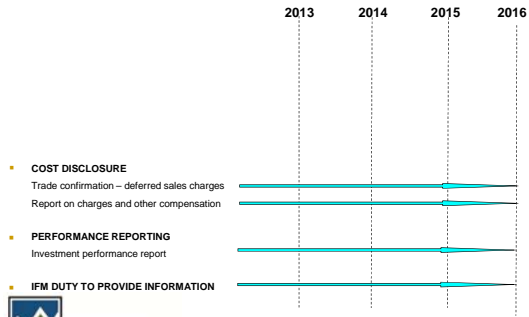 2013 2014 2015 2016
COST DISCLOSURE
Trade confirmation – deferred sales charges
Report on charges and other compensation
PERFORMANCE REPORTING
Investment performance report
IFM DUTY TO PROVIDE INFORMATION